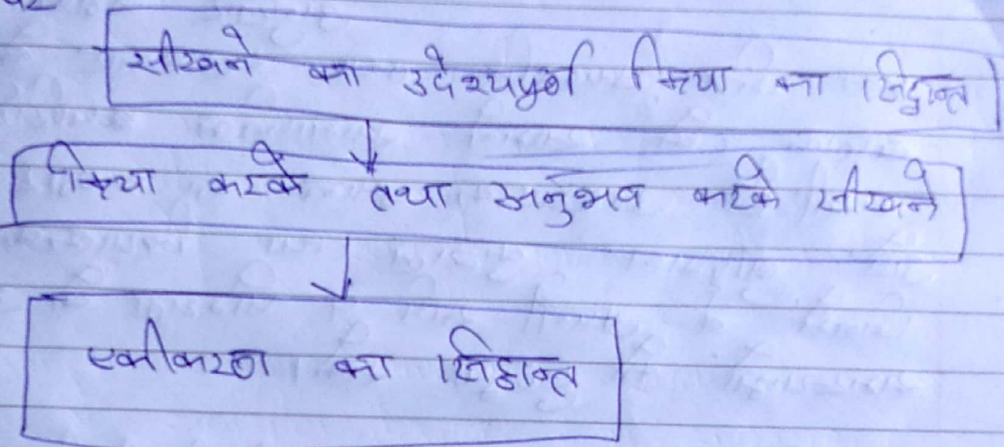 सीखने का उदेश्यपूर्ण क्रिया का सिद्धान्त
क्रिया करके तथा अनुभव करके सीखने
एकीकरण का सिद्धान्त